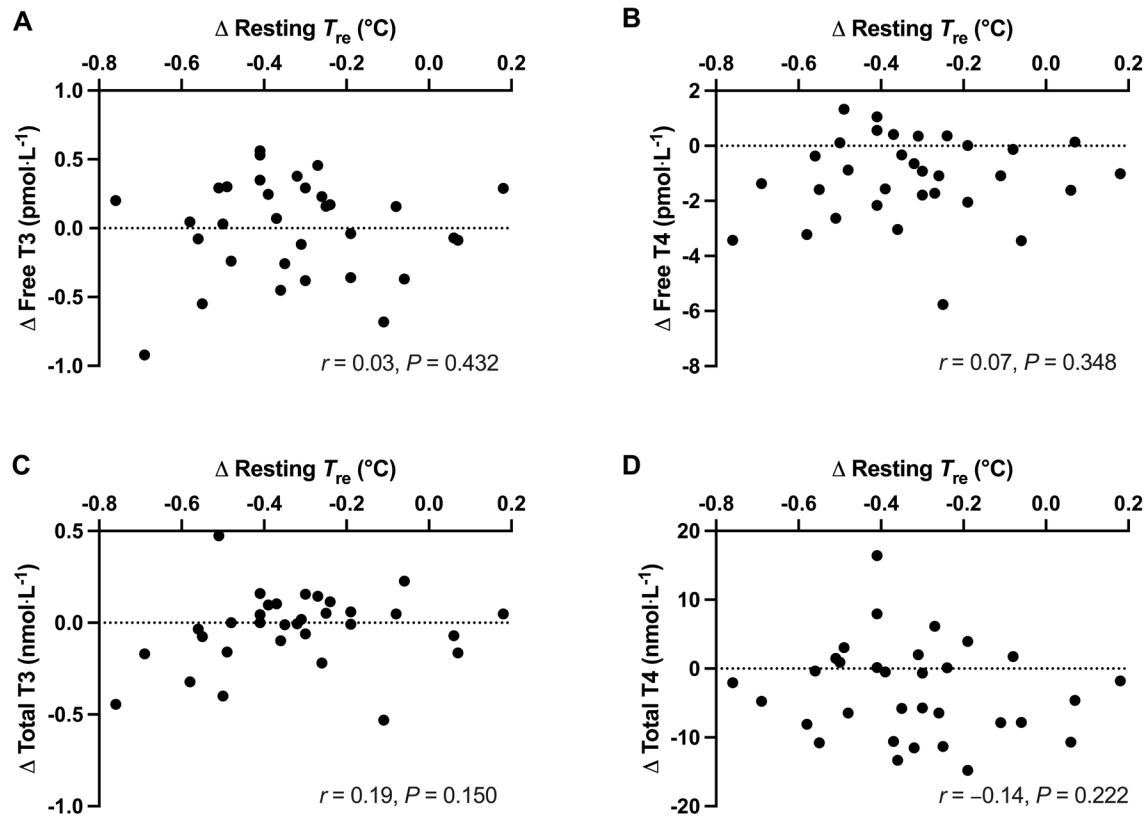 A
Δ Resting Tre (°C)
-0.8 -0.6 -0.4 -0.2 0.0 0.2
1.0
0.5
0.0
-0.5
-1.0
Δ Free T3 (pmol·L-1)
r = 0.03, P = 0.432
B
Δ Resting Tre (°C)
-0.8 -0.6 -0.4 -0.2 0.0 0.2
2
0
-2
-4
-6
-8
Δ Free T4 (pmol·L-1)
r = 0.07, P = 0.348
C
Δ Resting Tre (°C)
-0.8 -0.6 -0.4 -0.2 0.0 0.2
0.5
0.0
-0.5
-1.0
Δ Total T3 (nmol·L-1)
r = 0.19, P = 0.150
D
Δ Resting Tre (°C)
-0.8 -0.6 -0.4 -0.2 0.0 0.2
20
10
0
-10
-20
Δ Total T4 (nmol·L-1)
r = –0.14, P = 0.222